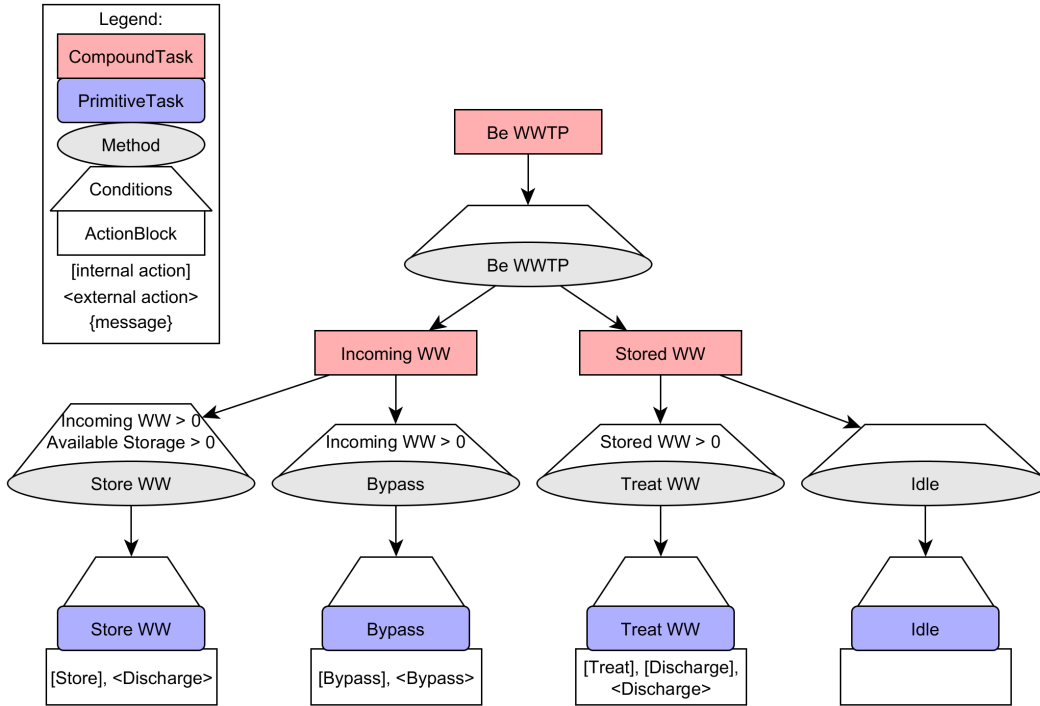 Legend:
CompoundTask
PrimitiveTask
Method
Conditions
ActionBlock
[internal action]
<external action>
{message}
Be WWTP
Be WWTP
Incoming WW
Stored WW
Incoming WW > 0
Available Storage > 0
Store WW
Incoming WW > 0
Bypass
Stored WW > 0
Treat WW
Idle
Store WW
[Store], <Discharge>
Bypass
[Bypass], <Bypass>
Treat WW
[Treat], [Discharge],
<Discharge>
Idle